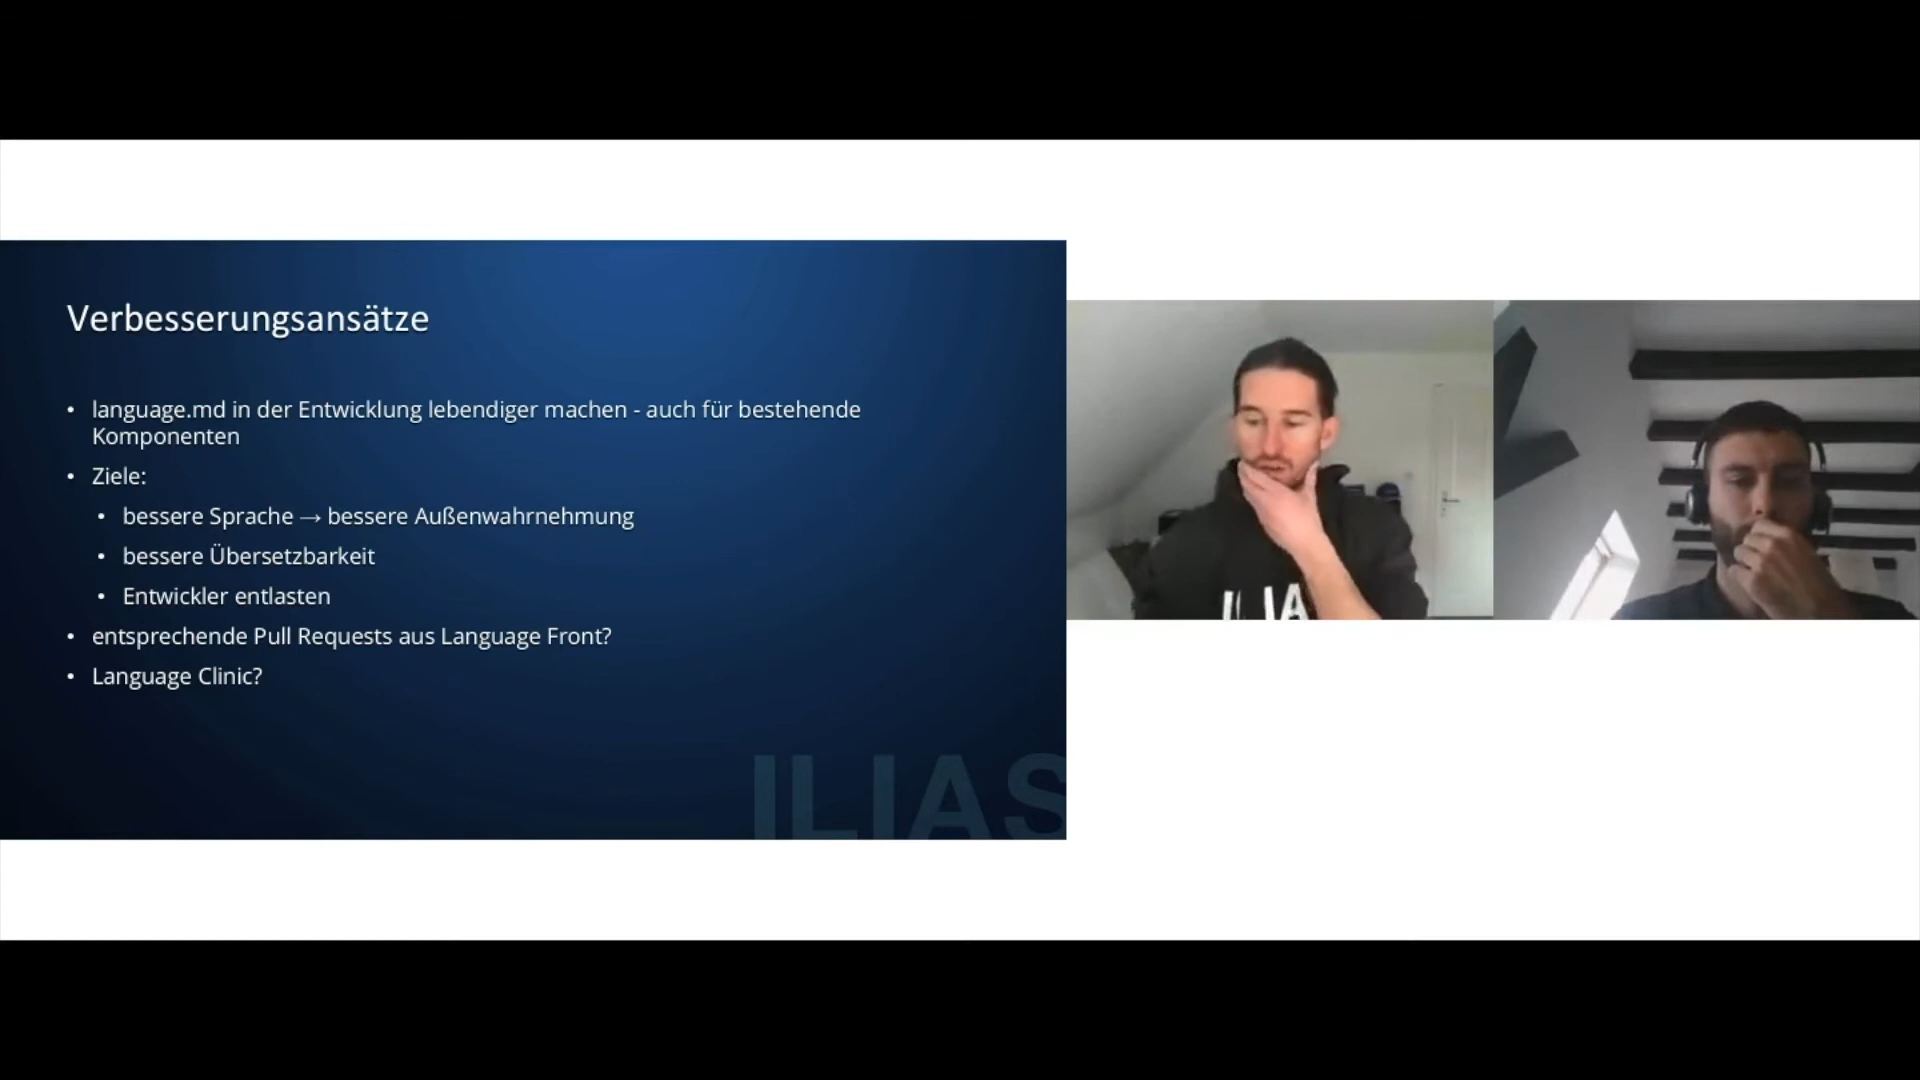 Verbesserungsansätze
• language.md in der Entwicklung lebendiger machen - auch für bestehende
Komponenten
• Ziele:
• bessere Sprache → bessere Außenwahrnehmung
• bessere Übersetzbarkeit
• Entwickler entlasten
• entsprechende Pull Requests aus Language Front?
• Language Clinic?
ILIAS
ILIA